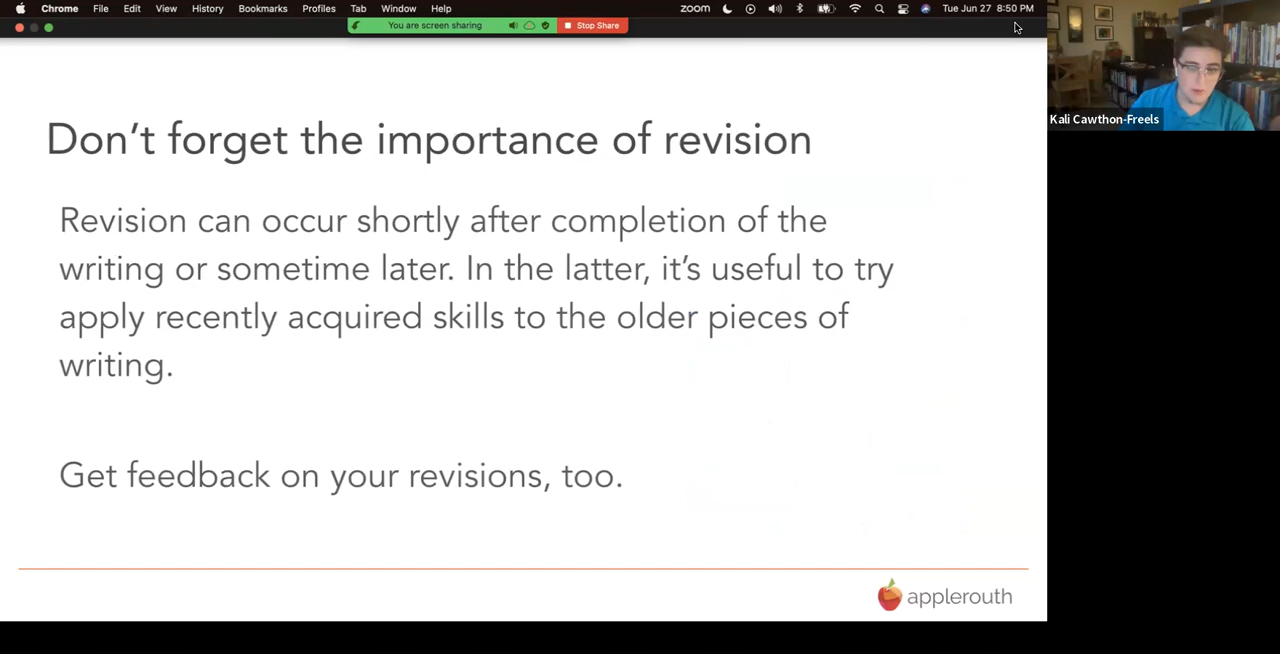 Chrome File Edit View History Bookmarks Profiles Tab Window Help zoom Tue Jun 27 8:50 PM
You are screen sharing Stop Share
Kali Cawthon-Freels
Don't forget the importance of revision
Revision can occur shortly after completion of the
writing or sometime later. In the latter, it's useful to try
apply recently acquired skills to the older pieces of
writing.
Get feedback on your revisions, too.
applerouth